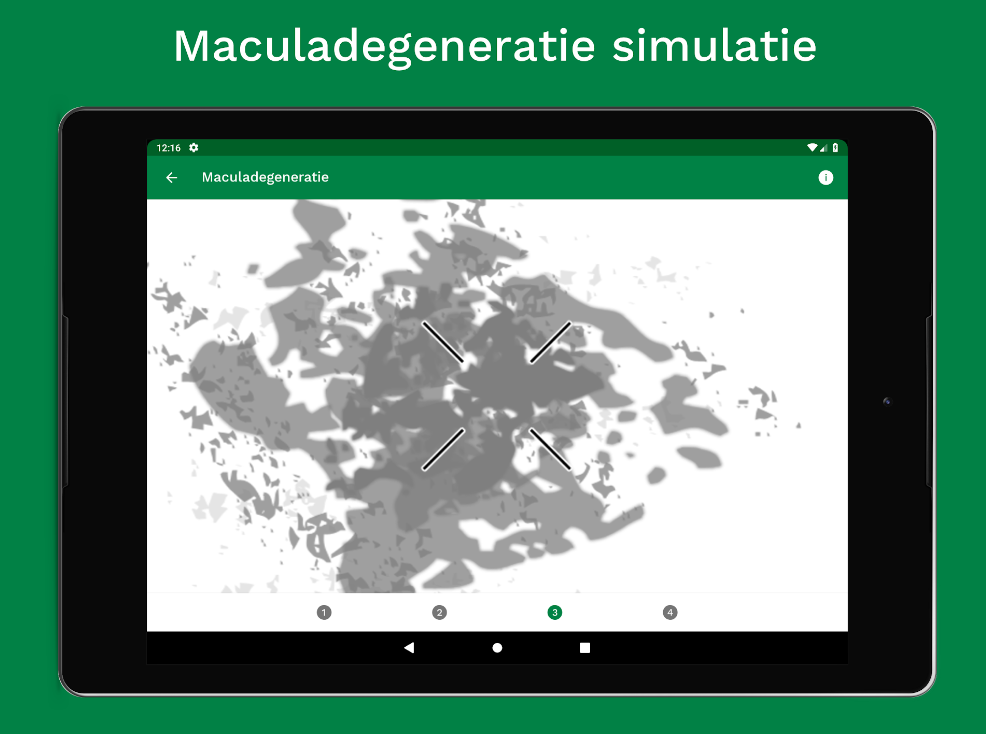 Maculadegeneratie simulatie
12:16
Maculadegeneratie
i
1 2 3 4